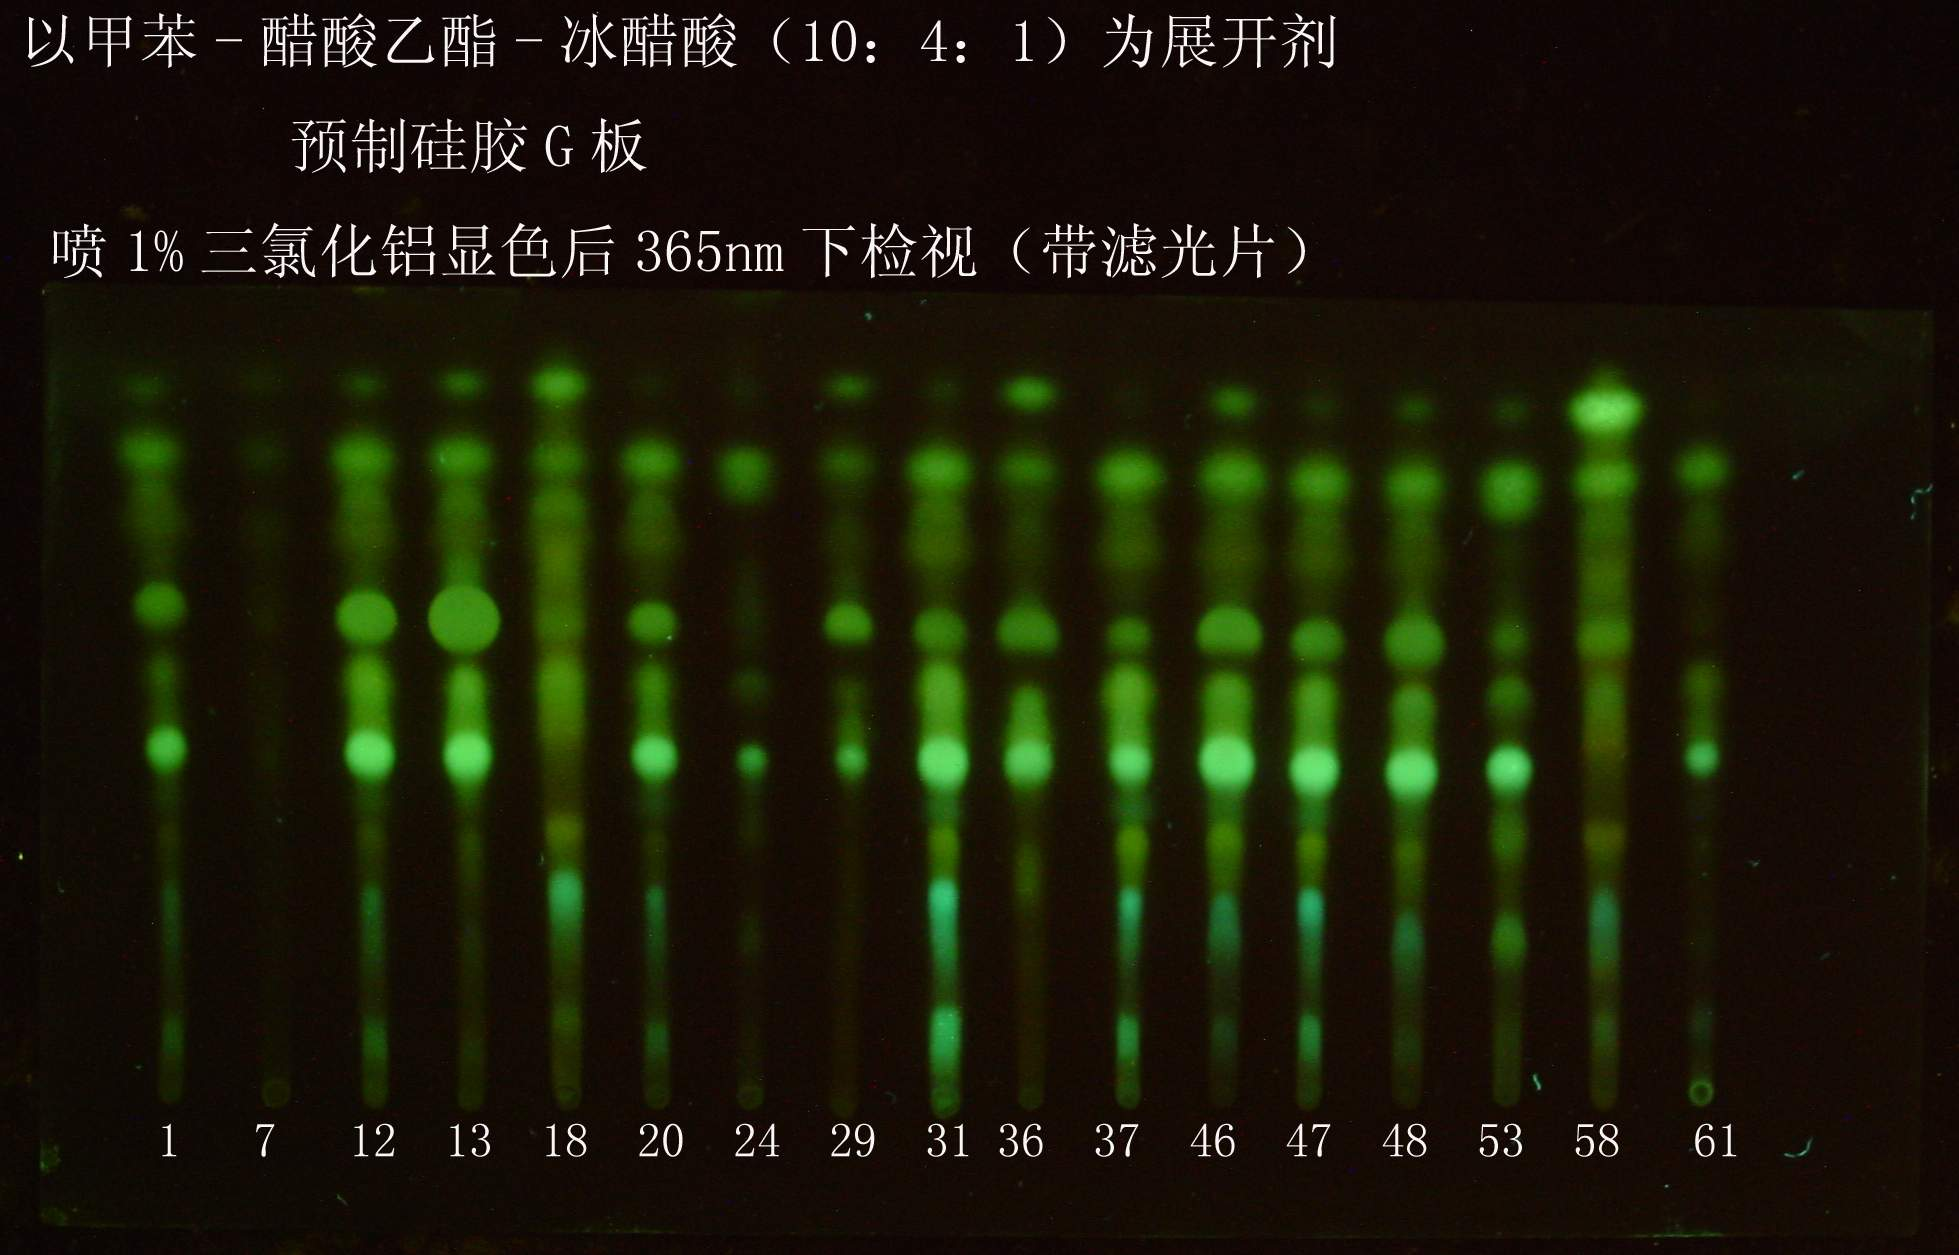 以甲苯－醋酸乙酯－冰醋酸（10：4：1）为展开剂
预制硅胶G板
喷1%三氯化铝显色后365nm下检视（带滤光片）
1 7 12 13 18 20 24 29 31 36 37 46 47 48 53 58 61